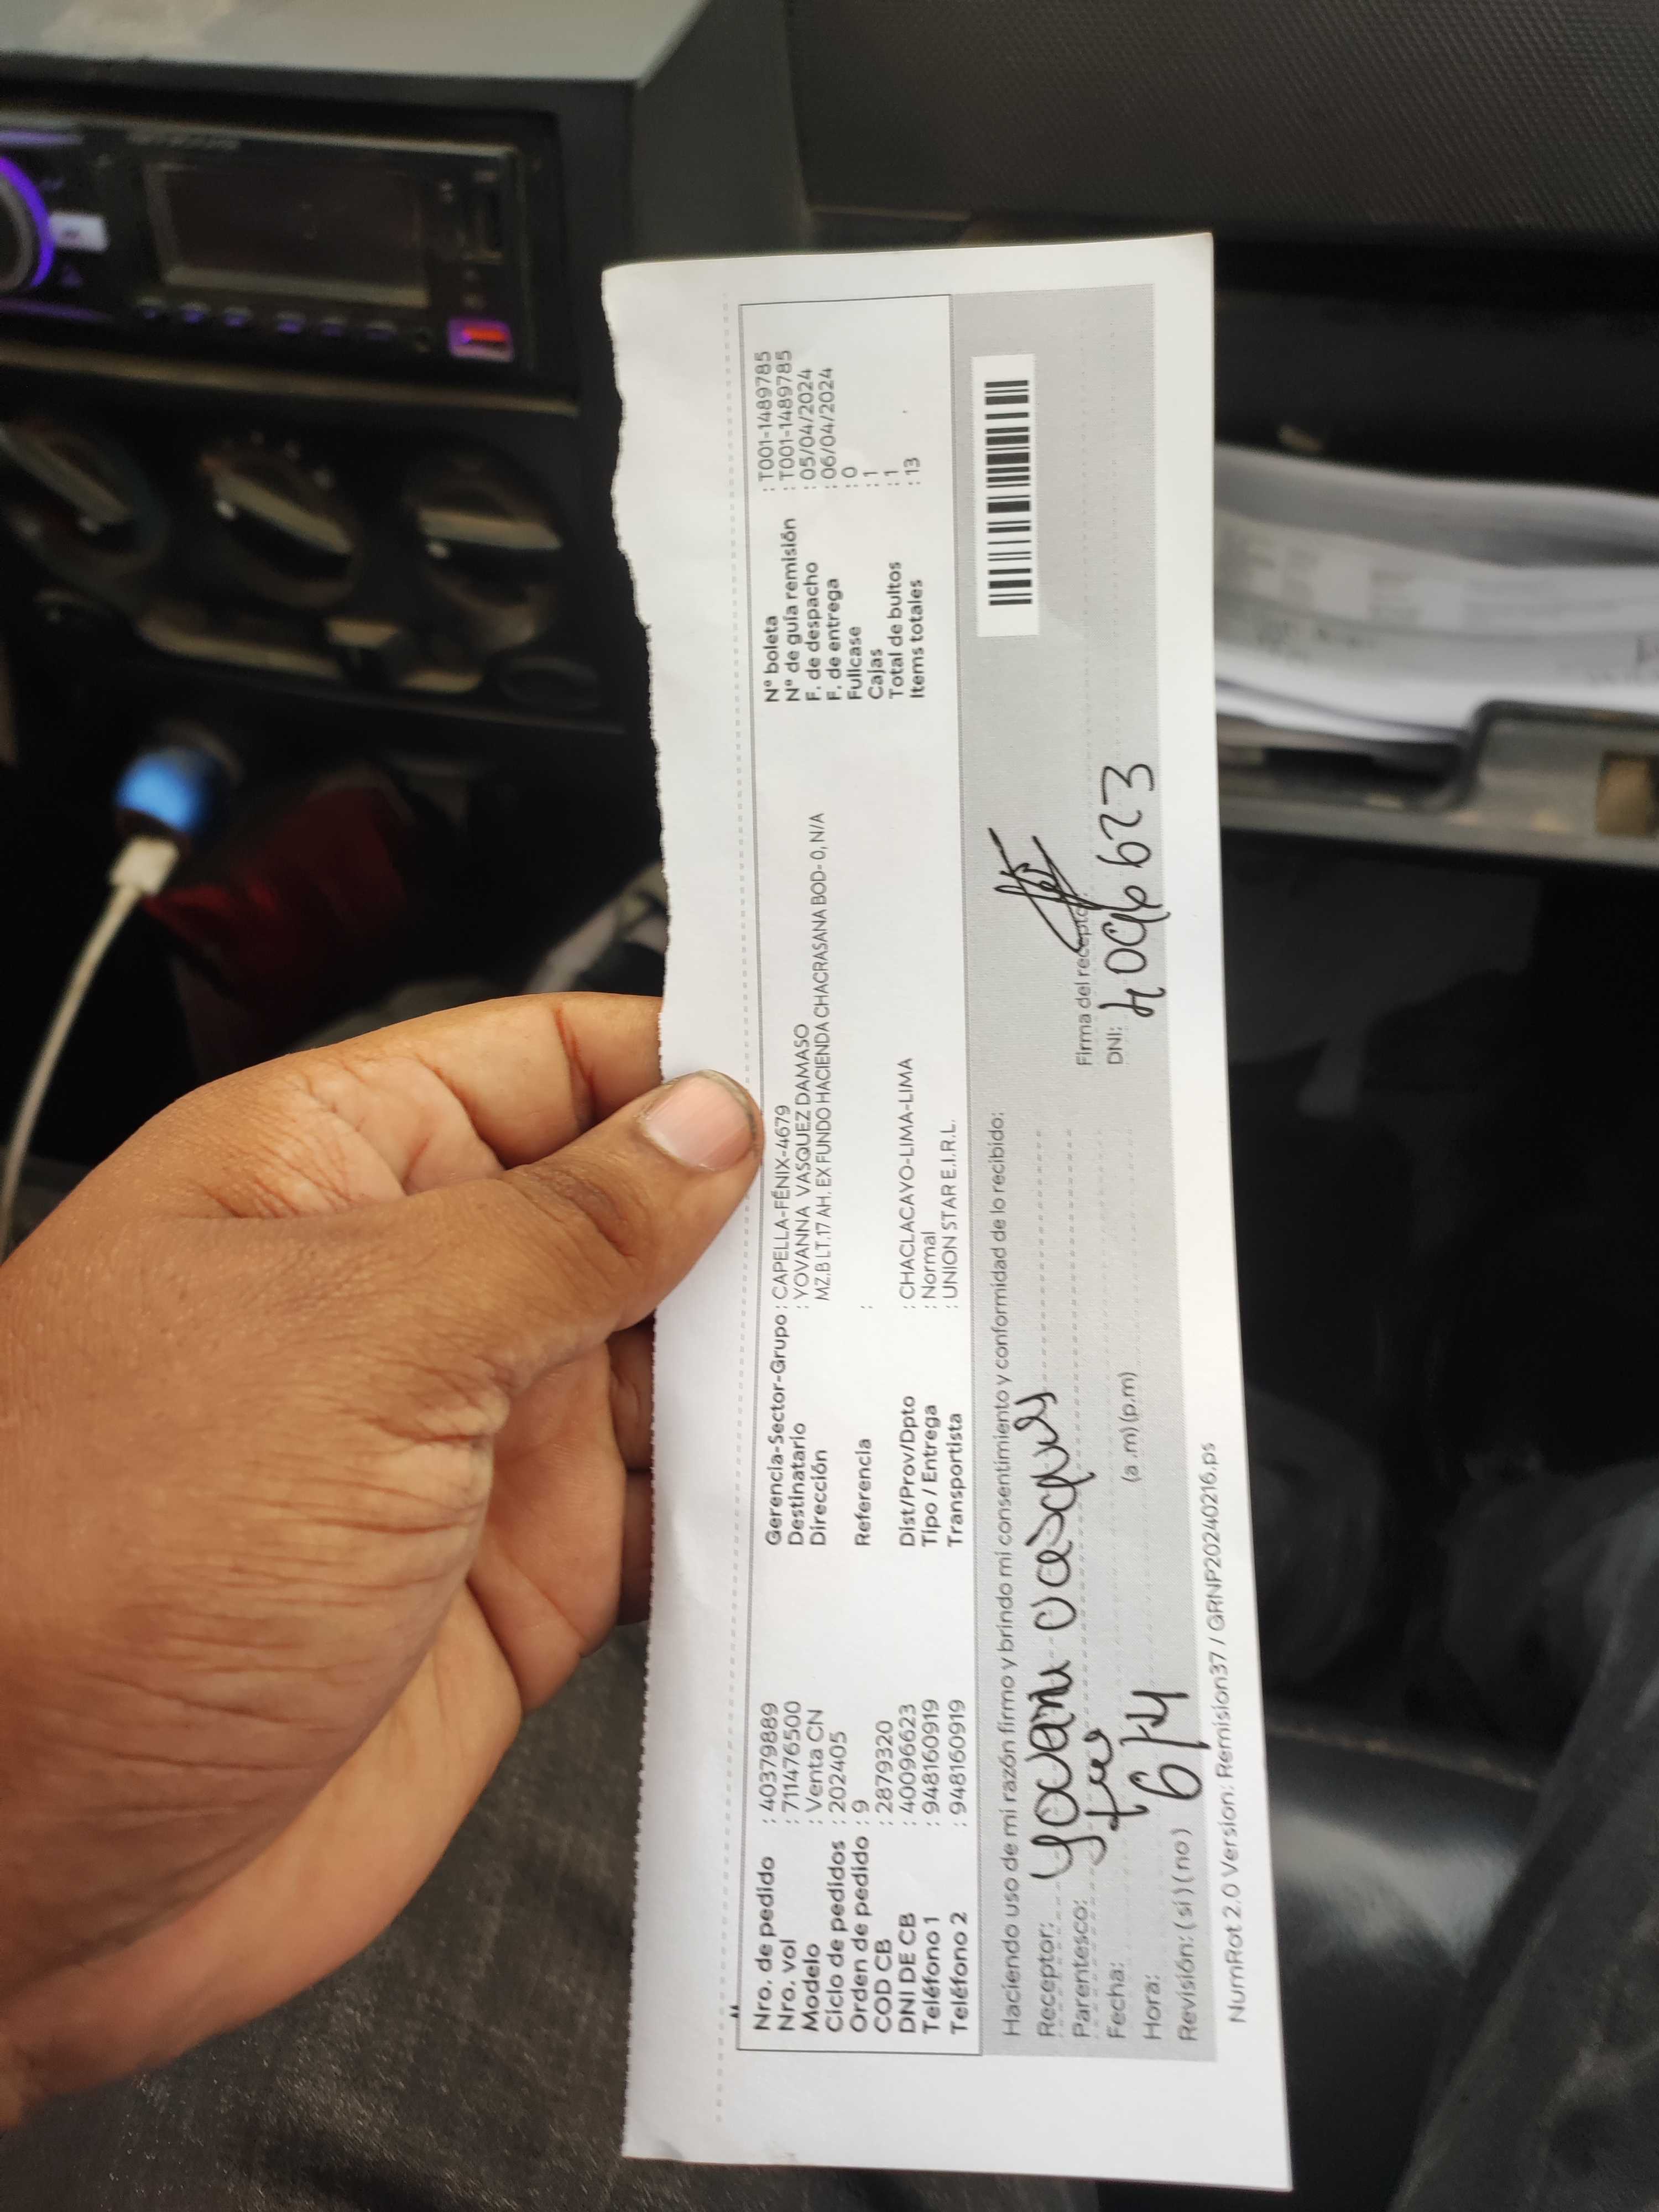 Nro. de pedido : 40379889
Nro. vol : 711476500
Modelo : Venta CN
Ciclo de pedidos : 202405
Orden de pedido : 9
COD CB : 2879320
DNI DE CB : 40096623
Teléfono 1 : 948160919
Teléfono 2 : 948160919
Gerencia-Sector-Grupo : CAPELLA-FÉNIX-4679
Destinatario : YOVANNA VASQUEZ DAMASO
Dirección MZ.B LT.17 AH. EX FUNDO HACIENDA CHACRASANA BOD- 0, N/A
Referencia :
Dist/Prov/Dpto : CHACLACAYO-LIMA-LIMA
Tipo / Entrega : Normal
Transportista : UNION STAR E.I.R.L.
N° boleta : T001-1489785
N° de guía remisión : T001-1489785
F. de despacho : 05/04/2024
F. de entrega : 06/04/2024
Fullcase : 0
Cajas : 1
Total de bultos : 1
Items totales : 13
Haciendo uso de mi razón firmo y brindo mi consentimiento y conformidad de lo recibido:
Receptor: Yovana Vasquez
Parentesco:
Fecha: 6/4
Hora: (a .m) (p.m)
Revisión: ( sí ) ( no )
Firma del receptor:
DNI: 40096623
NumRot 2.0 Version: Remision37 / GRNP20240216.ps